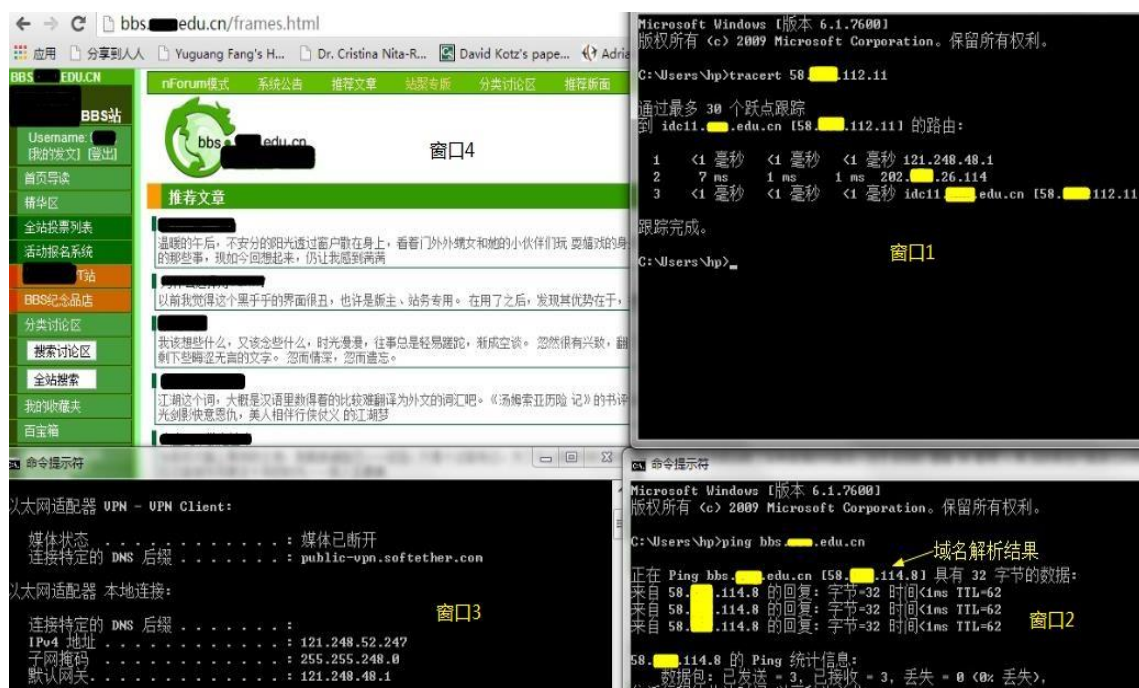 bbs. edu.cn/frames.html
应用 分享到人人 Yuguang Fang's H... Dr. Cristina Nita-R... David Kotz's pape... Adria
BBS EDU.CN
BBS站
Username:
[我的发文] [登出]
首页导读
精华区
全站投票列表
活动报名系统
T站
BBS纪念品店
分类讨论区
搜索讨论区
全站搜索
我的收藏夹
百宝箱
nForum模式 系统公告 推荐文章 站聚专版 分类讨论区 推荐版面
bbs. edu.cn
窗口4
推荐文章
温暖的午后，不安分的阳光透过窗户散在身上，看着门外外甥女和她的小伙伴们玩 耍嬉戏的身
的那些事，现如今回想起来，仍让我感到满满
以前我觉得这个黑乎乎的界面很丑，也许是版主、站务专用。 在用了之后，发现其优势在于，
我该想些什么，又该念些什么，时光漫漫，往事总是轻易蹉跎，渐成空谈。 忽然很有兴致，翻
剩下些晦涩无言的文字。 忽而情深，忽而遗忘。
江湖这个词，大概是汉语里数得着的比较难翻译为外文的词汇吧。《汤姆索亚历险 记》的书评
光剑影快意恩仇，美人相伴行侠仗义 的江湖梦
Microsoft Windows [版本 6.1.7600]
版权所有 (c) 2009 Microsoft Corporation。保留所有权利。
C:\Users\hp>tracert 58. .112.11
通过最多 30 个跃点跟踪
到 idc11. .edu.cn [58. .112.11] 的路由:
1 <1 毫秒 <1 毫秒 <1 毫秒 121.248.48.1
2 7 ms 1 ms 1 ms 202. .26.114
3 <1 毫秒 <1 毫秒 <1 毫秒 idc11. .edu.cn [58. .112.11
跟踪完成。
C:\Users\hp>_
窗口1
命令提示符
以太网适配器 VPN - VPN Client:
媒体状态 . . . . . . . . . . . . : 媒体已断开
连接特定的 DNS 后缀 . . . . . . . : public-vpn.softether.com
以太网适配器 本地连接:
连接特定的 DNS 后缀 . . . . . . . :
IPv4 地址 . . . . . . . . . . . . : 121.248.52.247
子网掩码 . . . . . . . . . . . . : 255.255.248.0
默认网关. . . . . . . . . . . . . : 121.248.48.1
窗口3
命令提示符
Microsoft Windows [版本 6.1.7600]
版权所有 (c) 2009 Microsoft Corporation。保留所有权利。
C:\Users\hp>ping bbs. .edu.cn
域名解析结果
正在 Ping bbs. .edu.cn [58. .114.8] 具有 32 字节的数据:
来自 58. .114.8 的回复: 字节=32 时间<1ms TTL=62
来自 58. .114.8 的回复: 字节=32 时间<1ms TTL=62
来自 58. .114.8 的回复: 字节=32 时间<1ms TTL=62
窗口2
58. .114.8 的 Ping 统计信息:
数据包: 已发送 = 3，已接收 = 3，丢失 = 0 (0% 丢失)，